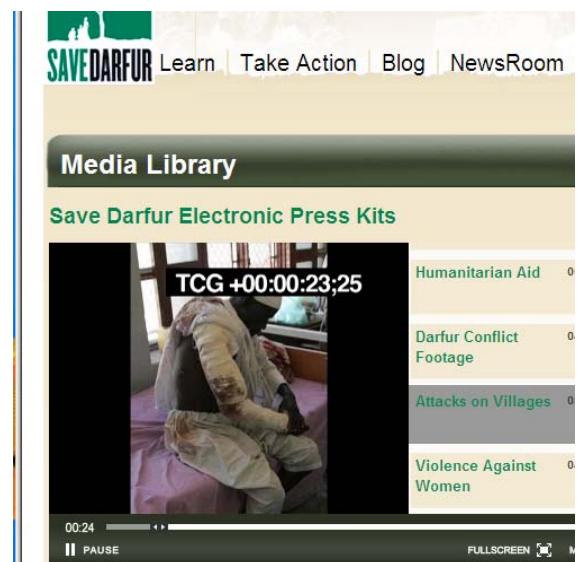 SAVEDARFUR Learn Take Action Blog NewsRoom
Media Library
Save Darfur Electronic Press Kits
TCG +00:00:23;25
Humanitarian Aid
Darfur Conflict
Footage
Attacks on Villages
Violence Against
Women
00:24
PAUSE FULLSCREEN